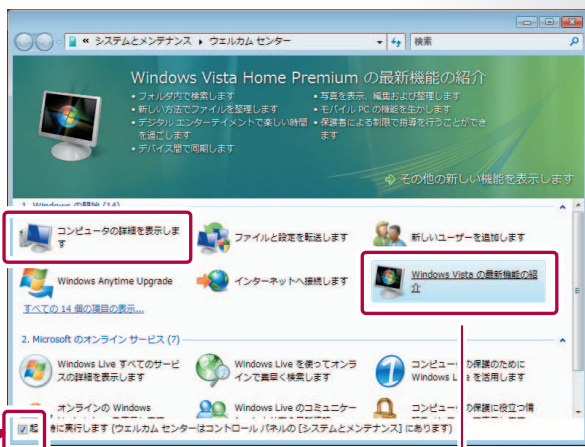 « システムとメンテナンス ▸ ウェルカム センター
検索
Windows Vista Home Premium の最新機能の紹介
• フォルダ内で検索します
• 新しい方法でファイルを整理します
• デジタル エンターテイメントで楽しい時間を過ごします
• デバイス間で同期します
• 写真を表示、編集および整理します
• モバイル PC の機能を生かします
• 保護者による制限で指導を行うことができます
その他の新しい機能を表示します
1. Windows の開始 (14)
コンピュータの詳細を表示します
ファイルと設定を転送します
新しいユーザーを追加します
Windows Anytime Upgrade
インターネットへ接続します
Windows Vista の最新機能の紹介
すべての 14 個の項目の表示...
2. Microsoft のオンライン サービス (7)
Windows Live すべてのサービスの詳細を表示します
Windows Live を使ってオンラインで素早く検索します
の保護のために
Windows を活用します
オンラインの Windows
Windows Live のコミュニケー
の保護に役立つ情
起 時に実行します (ウェルカム センターはコントロール パネルの [システムとメンテナンス] にあります)